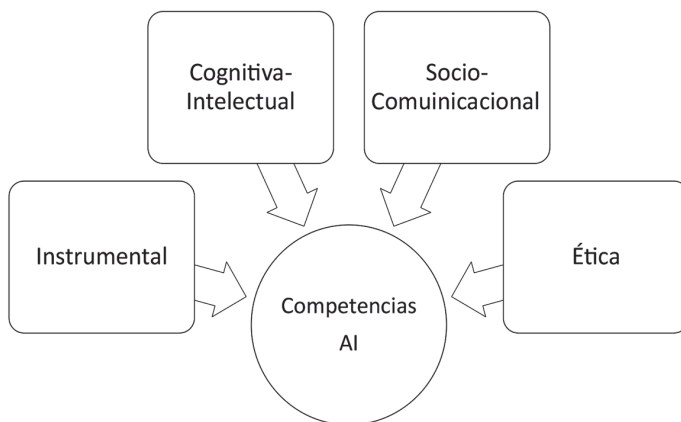 Cognitiva-
Intelectual
Socio-
Comuinicacional
Instrumental
Ética
Competencias
AI